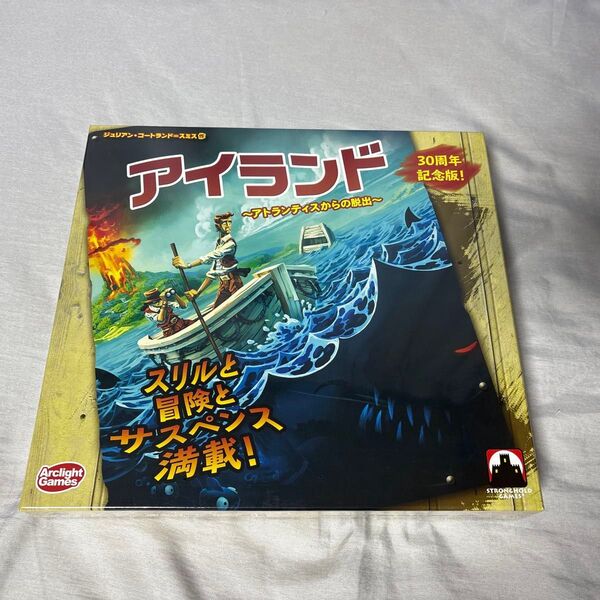 ジュリアン・コートランド=スミス 作
アイランド
～アトランティスからの脱出～
30周年
記念版！
スリルと
冒険と
サスペンス
満載！
Arclight
Games
STRONGHOLD
GAMES